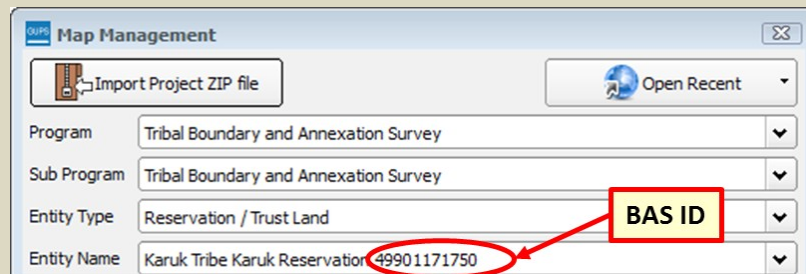 GUPS Map Management
Import Project ZIP file Open Recent
Program Tribal Boundary and Annexation Survey
Sub Program Tribal Boundary and Annexation Survey
Entity Type Reservation / Trust Land
BAS ID
Entity Name Karuk Tribe Karuk Reservation 49901171750